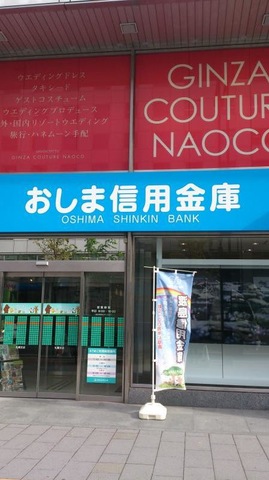 ウエディングドレス
タキシード
ゲストコスチューム
ウエディングプロデュース
外・国内リゾートウエディング
旅行・ハネムーン手配
GINZA COUTURE NAOCO
GINZA
COUTURE
NAOCO
おしま信用金庫
OSHIMA SHINKIN BANK